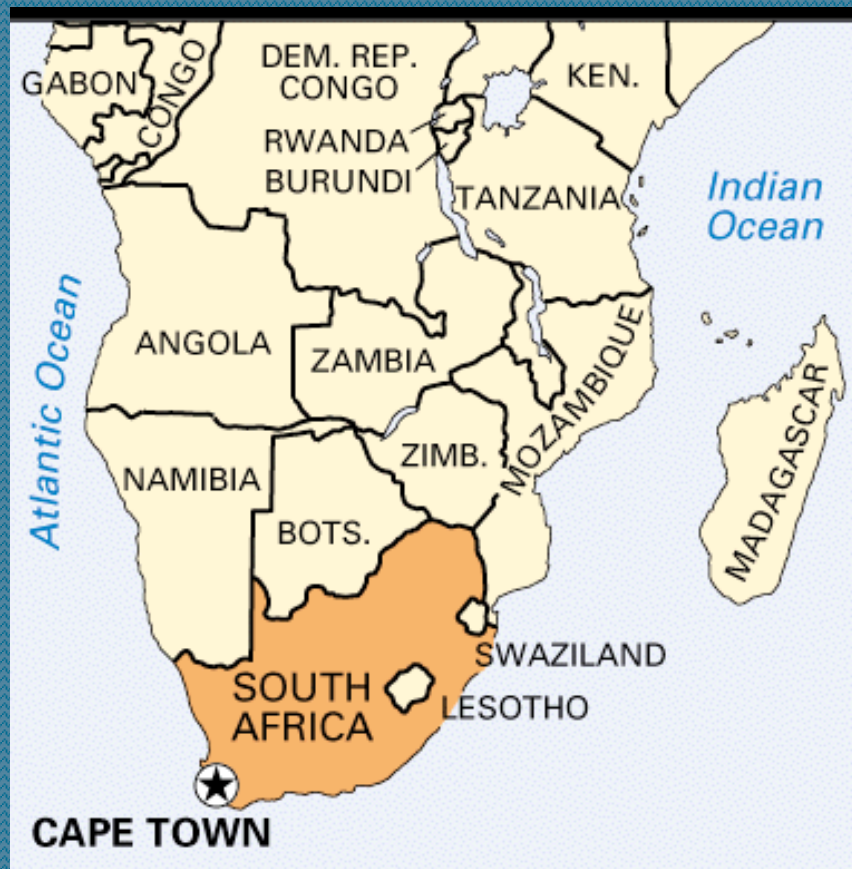 GABON
CONGO
DEM. REP.
CONGO
KEN.
RWANDA
BURUNDI
TANZANIA
Indian
Ocean
Atlantic Ocean
ANGOLA
ZAMBIA
MOZAMBIQUE
MADAGASCAR
NAMIBIA
ZIMB.
BOTS.
SWAZILAND
SOUTH
AFRICA
LESOTHO
CAPE TOWN